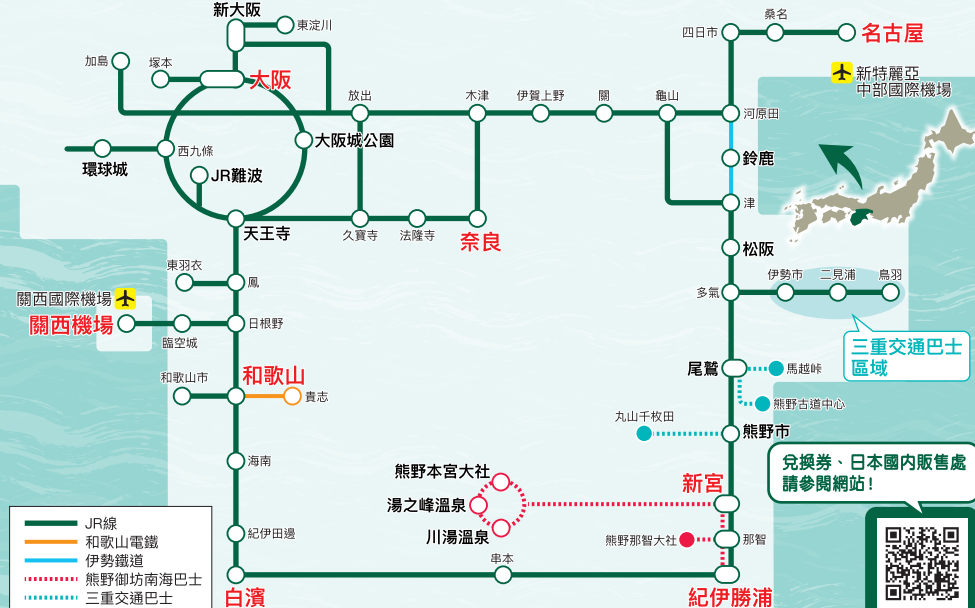 新大阪
東淀川
桑名
四日市
名古屋
加島
塚本
大阪
新特麗亞
中部國際機場
放出
木津
伊賀上野
關
龜山
河原田
大阪城公園
西九條
環球城
JR難波
鈴鹿
津
天王寺
久寶寺
法隆寺
奈良
松阪
東羽衣
鳳
伊勢市
二見浦
鳥羽
多氣
關西國際機場
關西機場
臨空城
日根野
三重交通巴士
區域
和歌山市
和歌山
貴志
尾鷲
馬越峠
熊野古道中心
丸山千枚田
熊野市
海南
熊野本宮大社
湯之峰溫泉
川湯溫泉
新宮
兌換券、日本國内販售處
請參閱網站！
紀伊田邊
熊野那智大社
那智
JR線
和歌山電鐵
伊勢鐵道
熊野御坊南海巴士
三重交通巴士
串本
白濱
紀伊勝浦